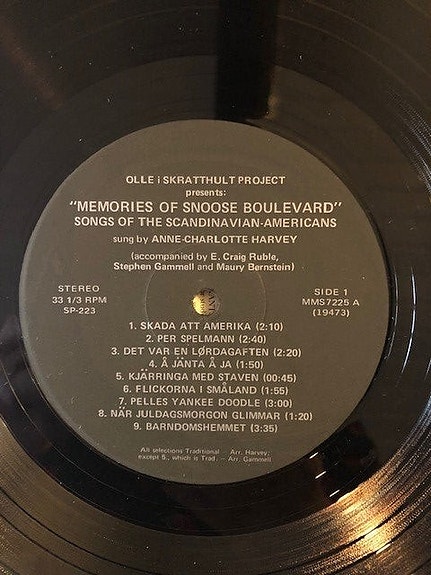 OLLE i SKRATTHULT PROJECT
presents:
"MEMORIES OF SNOOSE BOULEVARD"
SONGS OF THE SCANDINAVIAN-AMERICANS
sung by ANNE-CHARLOTTE HARVEY
(accompanied by E. Craig Ruble,
Stephen Gammell and Maury Bernstein)
STEREO
33 1/3 RPM
SP-223
SIDE 1
MMS7225 A
(19473)
1. SKADA ATT AMERIKA (2:10)
2. PER SPELMANN (2:40)
3. DET VAR EN LØRDAGAFTEN (2:20)
4. Å JÄNTA Å JA (1:50)
5. KJÄRRINGA MED STAVEN (00:45)
6. FLICKORNA I SMÅLAND (1:55)
7. PELLES YANKEE DOODLE (3:00)
8. NÄR JULDAGSMORGON GLIMMAR (1:20)
9. BARNDOMSHEMMET (3:35)
All selections Traditional - Arr. Harvey;
except 5., which is Trad. - Arr. Gammell